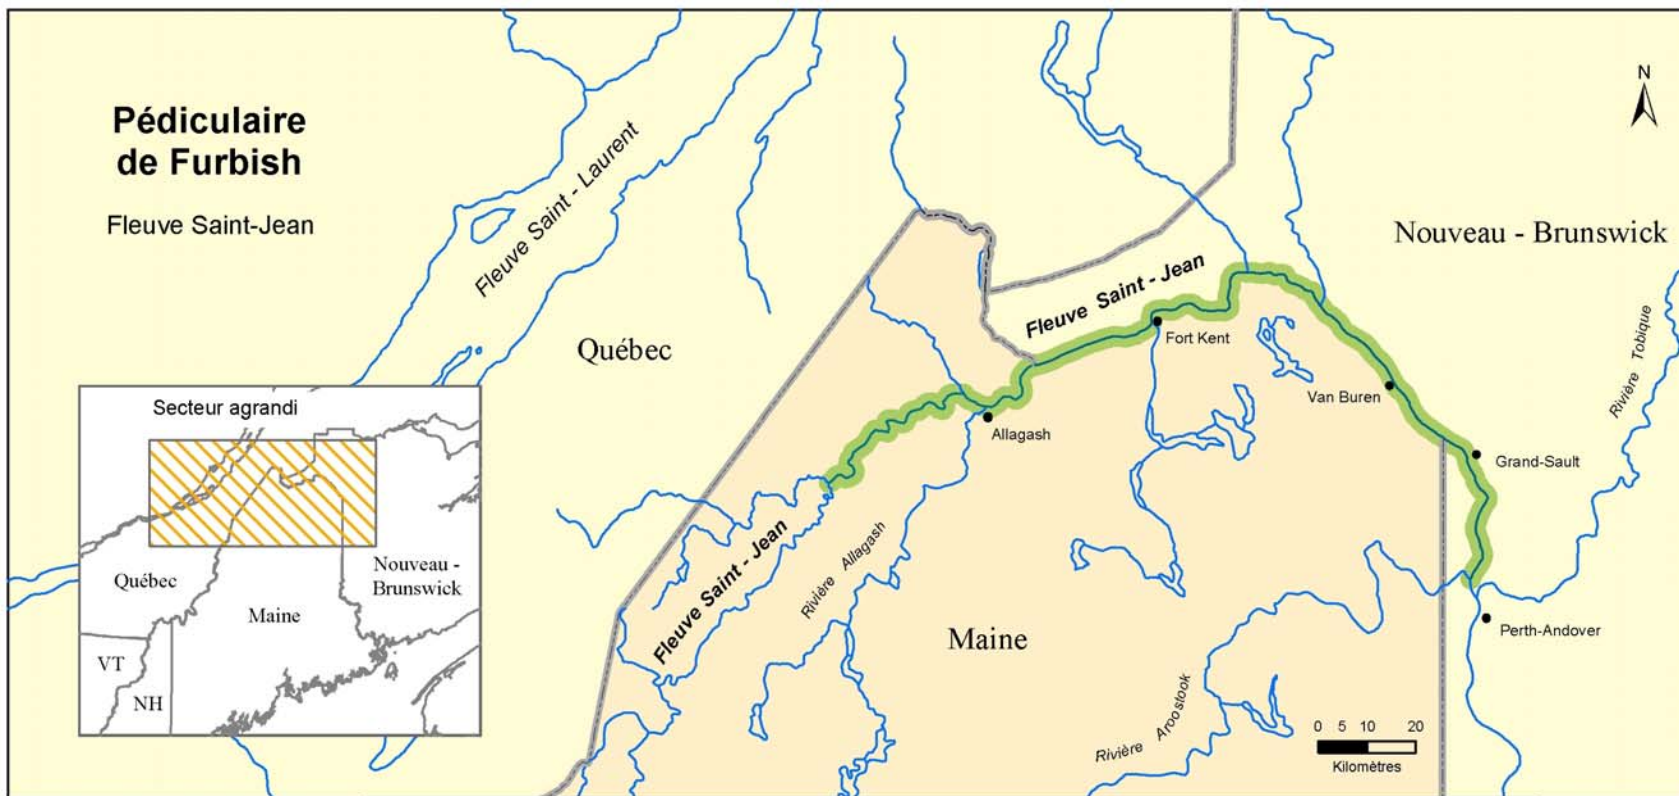 Pédiculaire
de Furbish
Fleuve Saint-Jean
Fleuve Saint - Laurent
N
Nouveau - Brunswick
Québec
Fleuve Saint - Jean
Fort Kent
Rivière Tobique
Van Buren
Allagash
Grand-Sault
Fleuve Saint - Jean
Rivière Allagash
Maine
Perth-Andover
Rivière Aroostook
0 5 10 20
Kilomètres
Secteur agrandi
Québec
Nouveau -
Brunswick
Maine
VT
NH